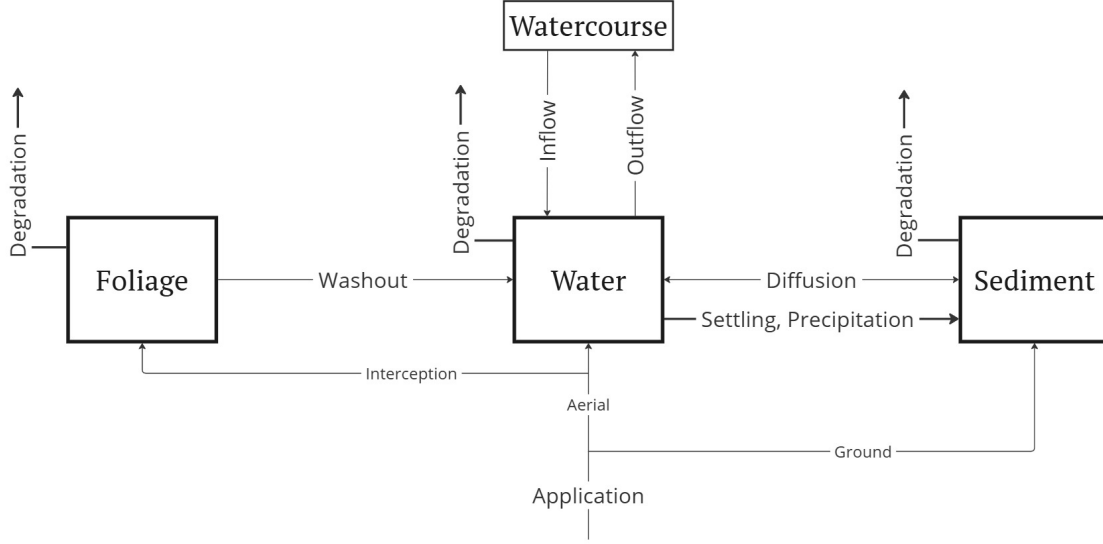 Watercourse
Inflow
Outflow
Degradation
Degradation
Degradation
Foliage
Washout
Water
Diffusion
Sediment
Settling, Precipitation
Interception
Aerial
Ground
Application